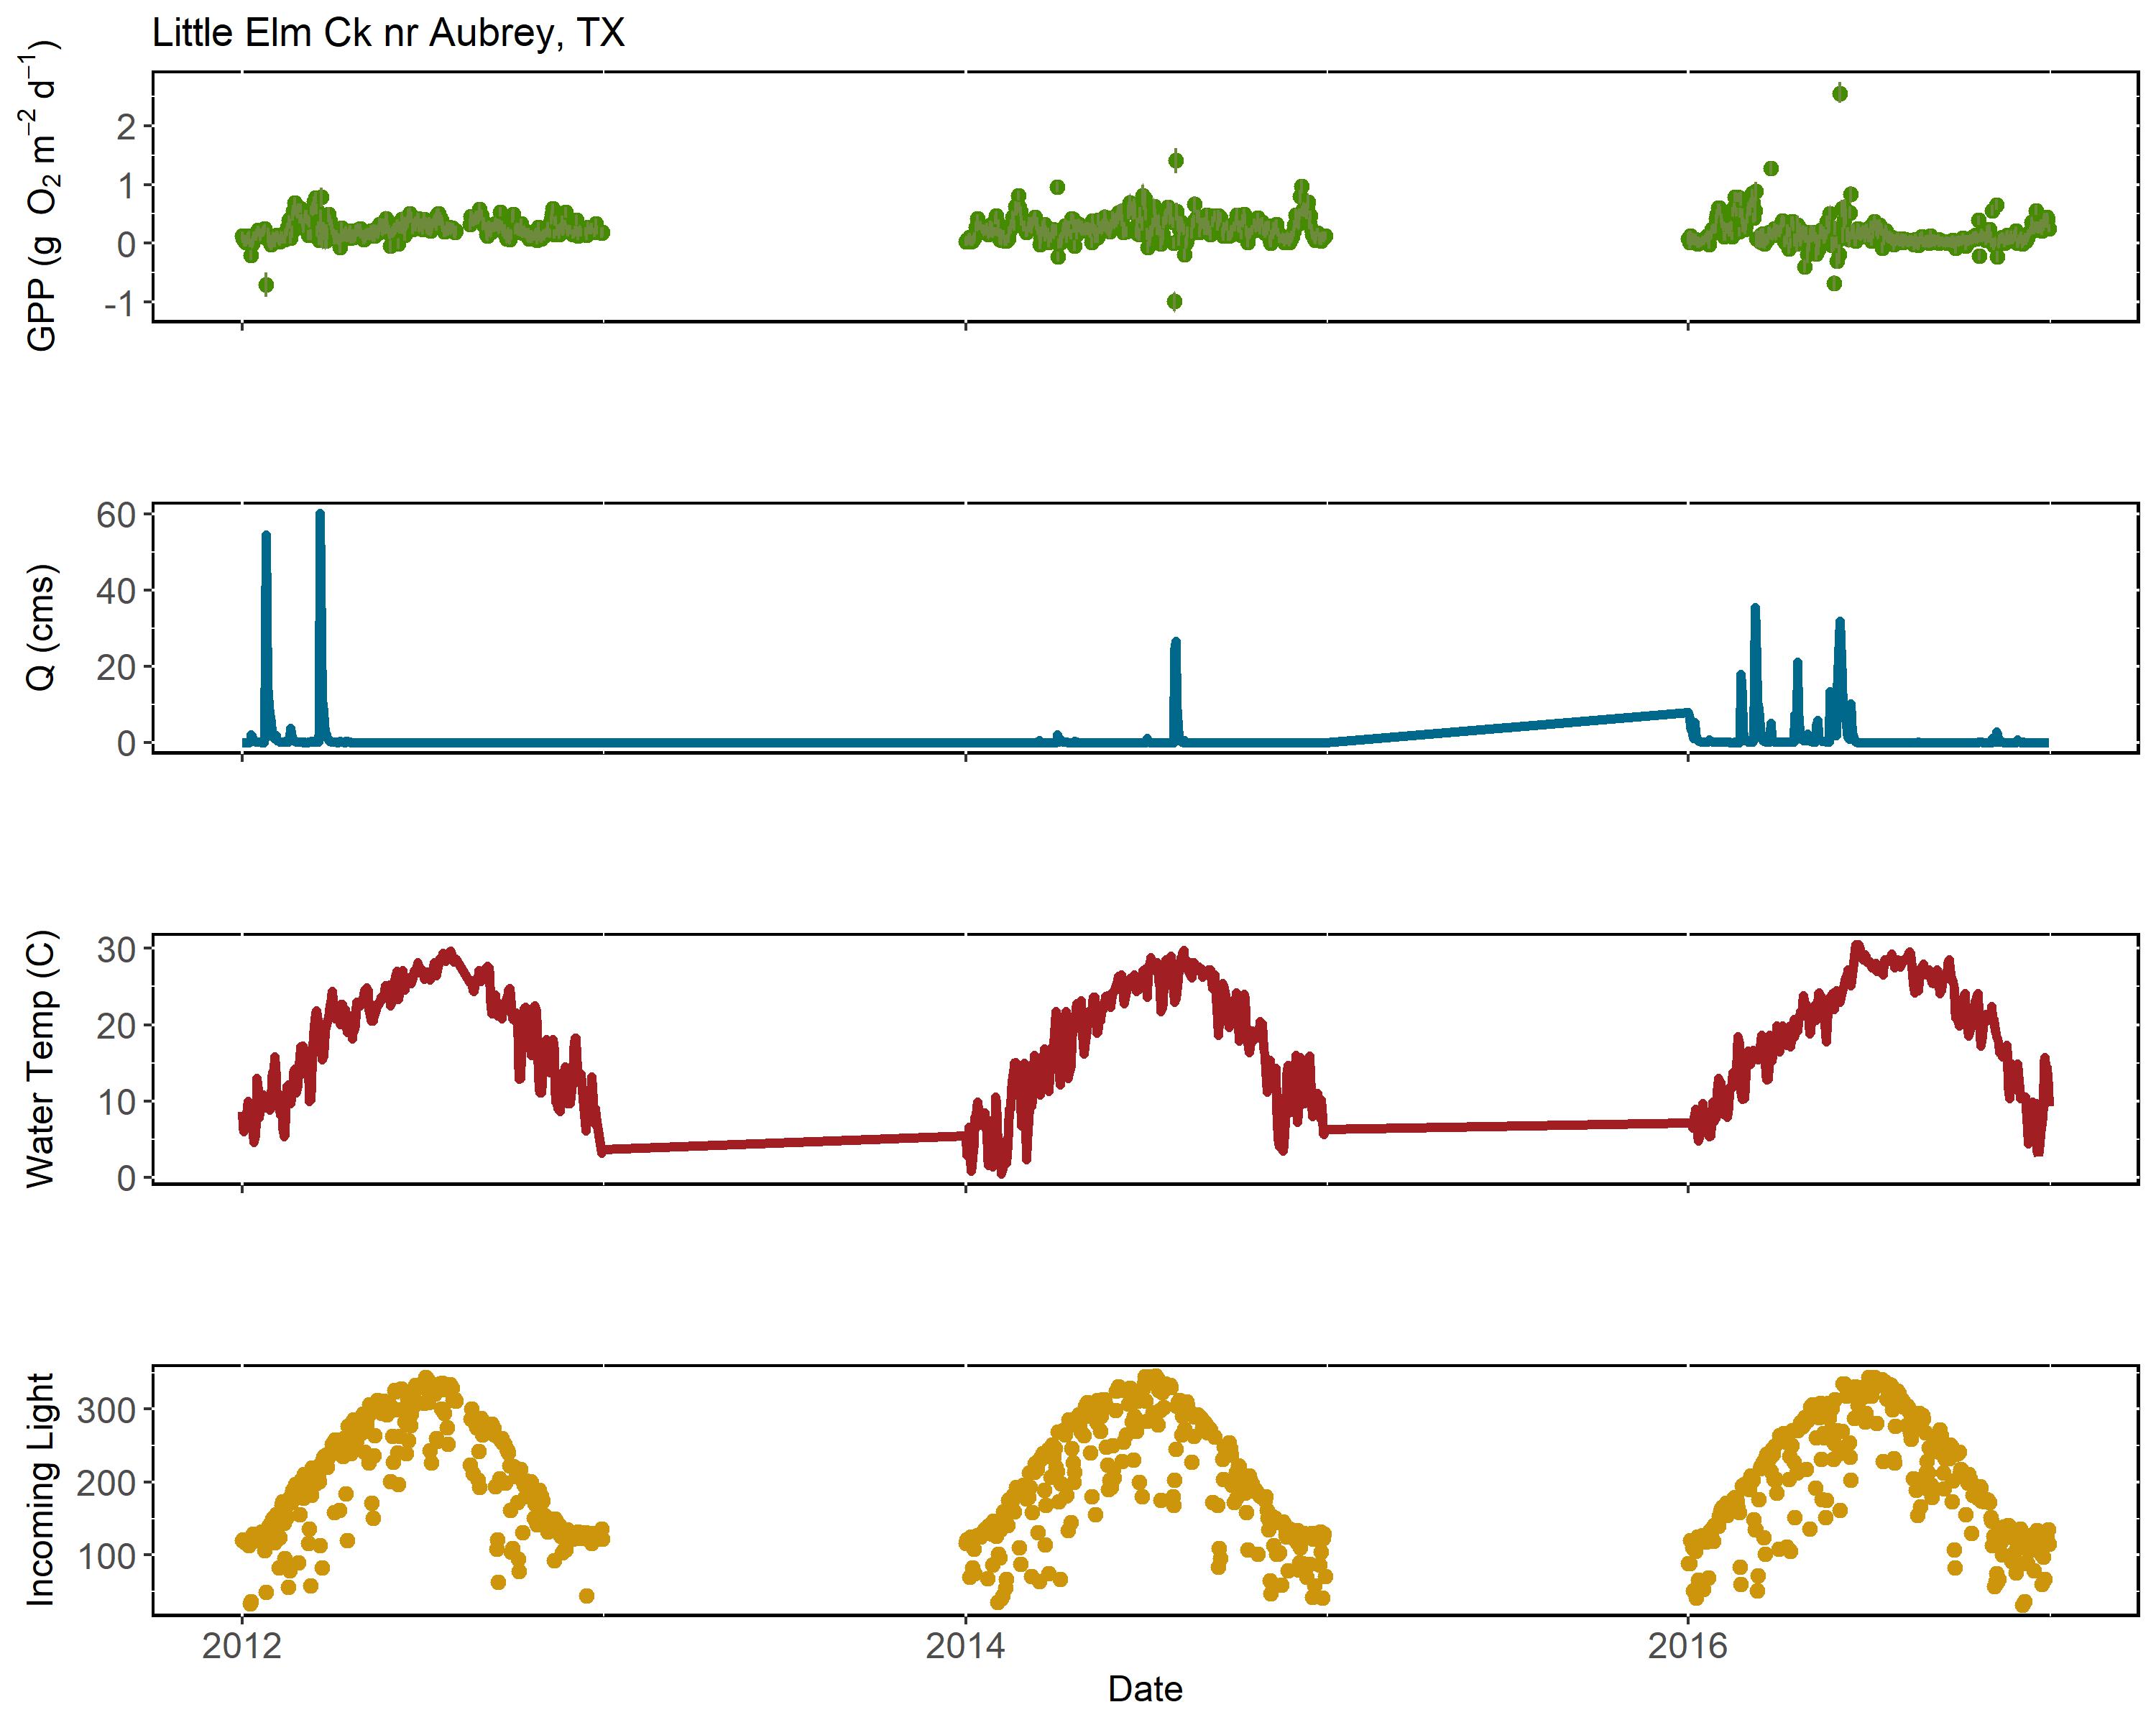 Little Elm Ck nr Aubrey, TX
GPP (g O₂ m⁻² d⁻¹)
2
1
0
-1
Q (cms)
60
40
20
0
Water Temp (C)
30
20
10
0
Incoming Light
300
200
100
2012 2014 2016
Date